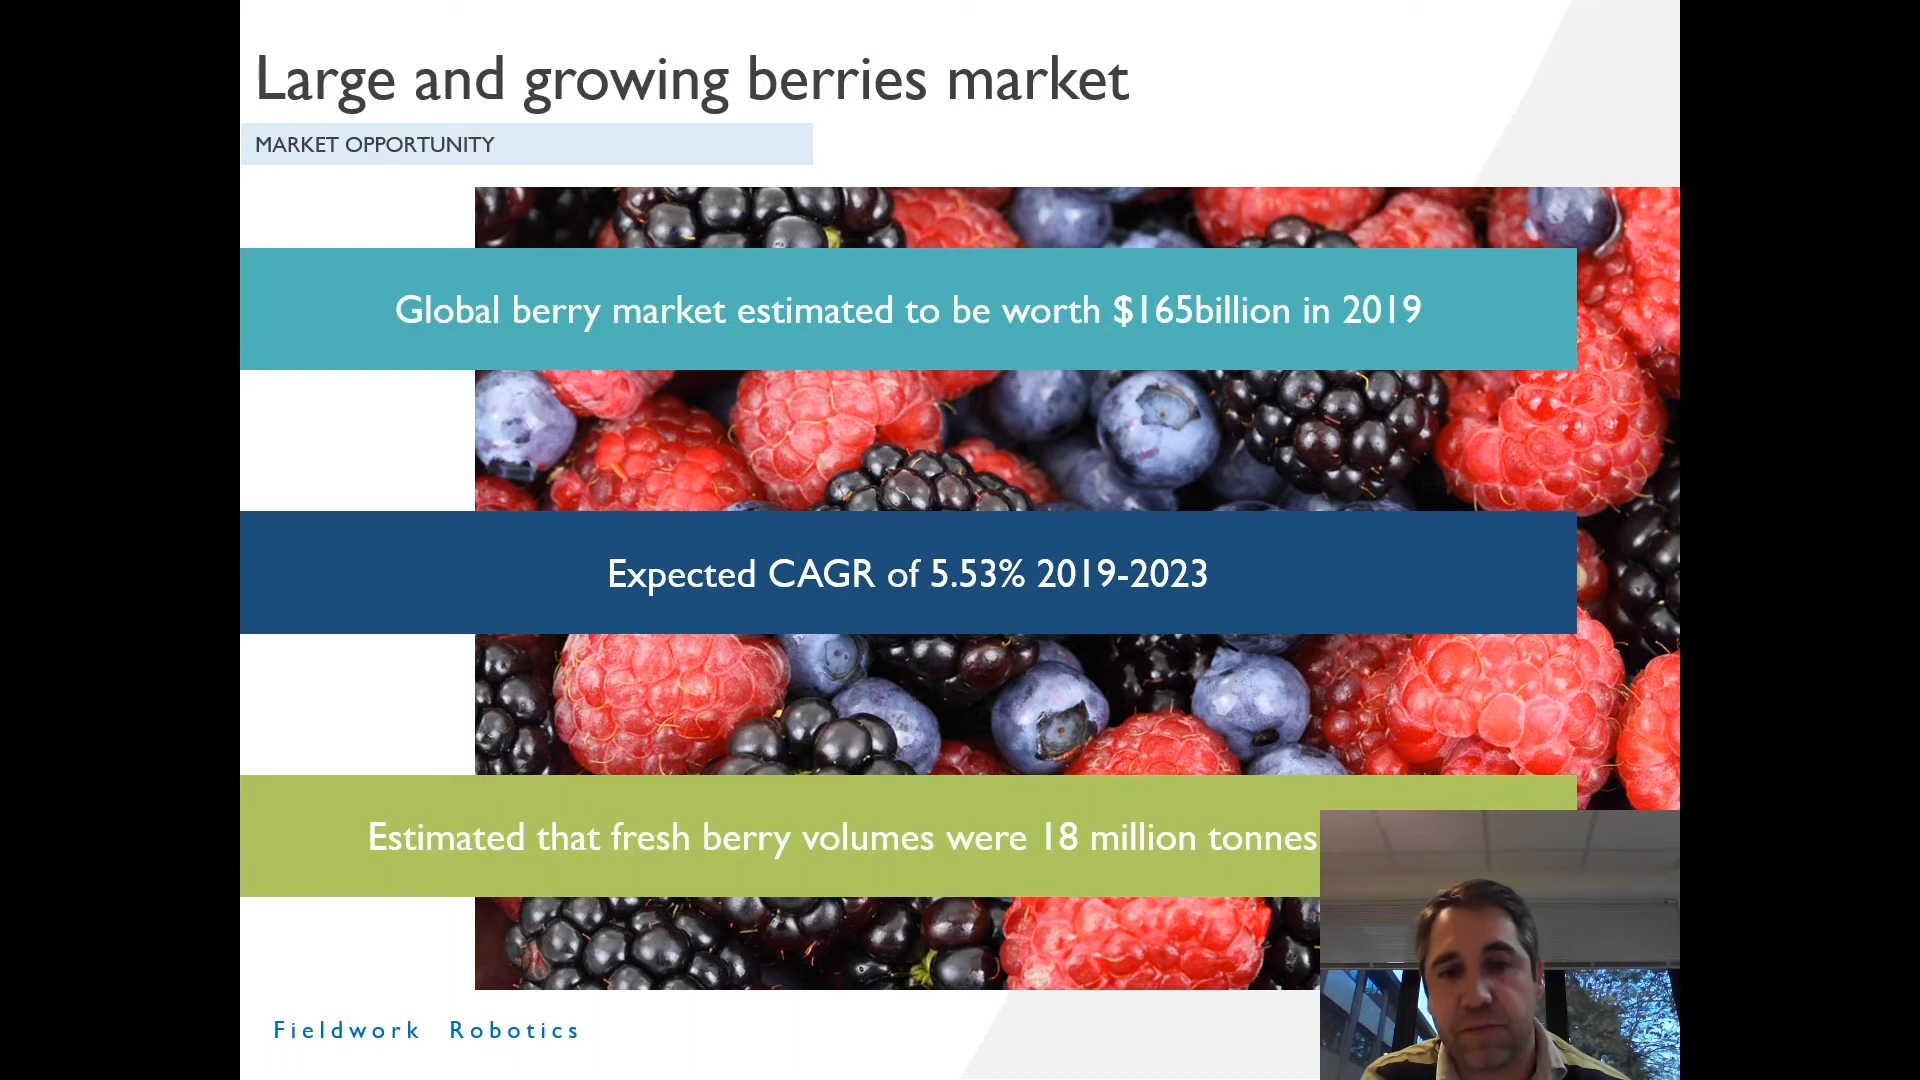 Large and growing berries market
MARKET OPPORTUNITY
Global berry market estimated to be worth $165billion in 2019
Expected CAGR of 5.53% 2019-2023
Estimated that fresh berry volumes were 18 million tonnes
Fieldwork Robotics